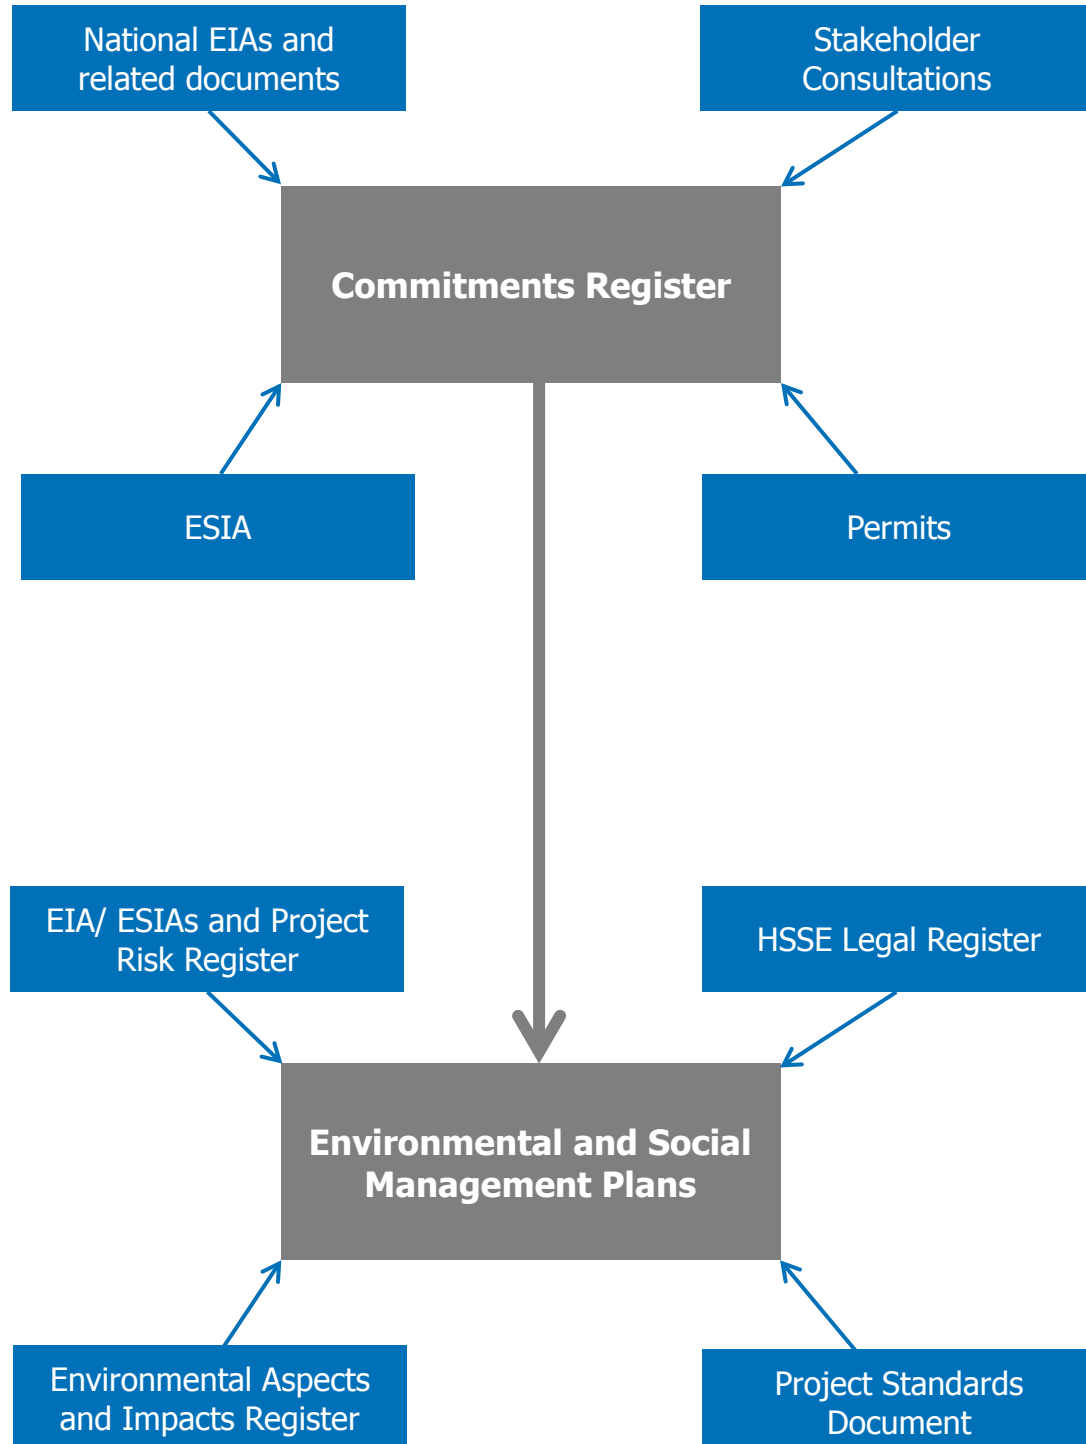 National EIAs and
related documents
Stakeholder
Consultations
Commitments Register
ESIA
Permits
EIA/ ESIAs and Project
Risk Register
HSSE Legal Register
Environmental and Social
Management Plans
Environmental Aspects
and Impacts Register
Project Standards
Document